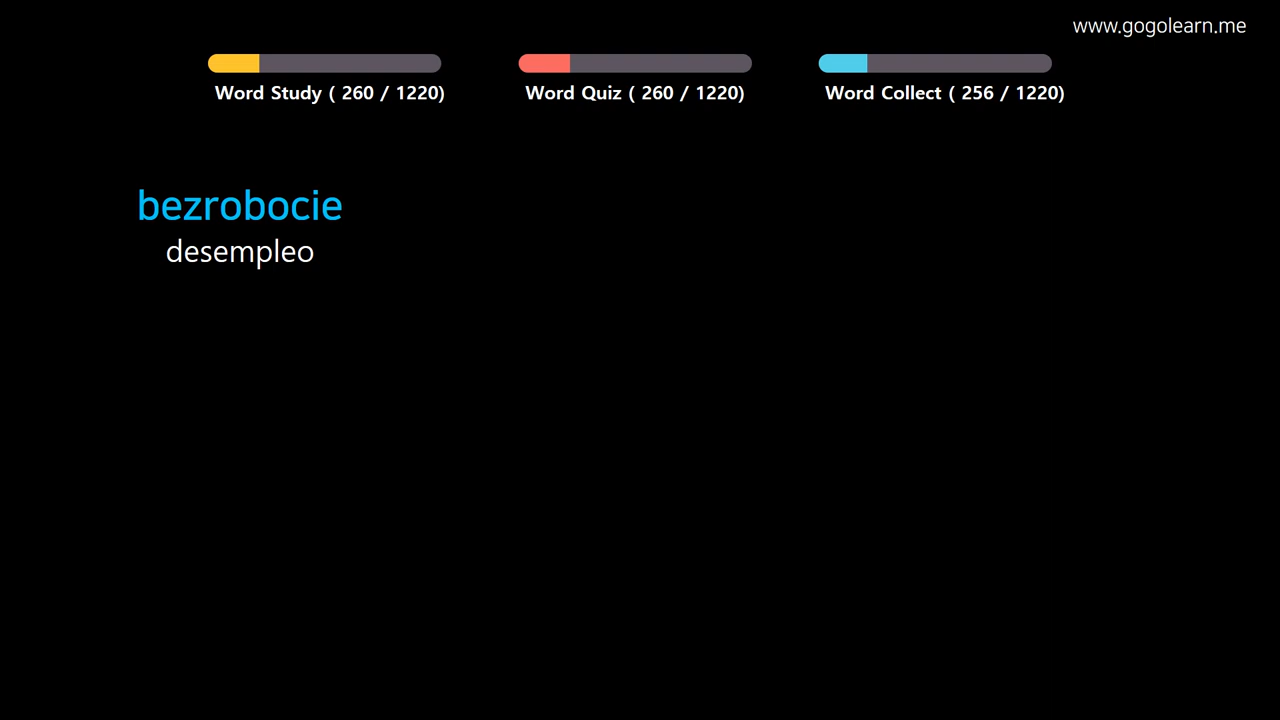 www.gogolearn.me
Word Study ( 260 / 1220)
Word Quiz ( 260 / 1220)
Word Collect ( 256 / 1220)
bezrobocie
desempleo